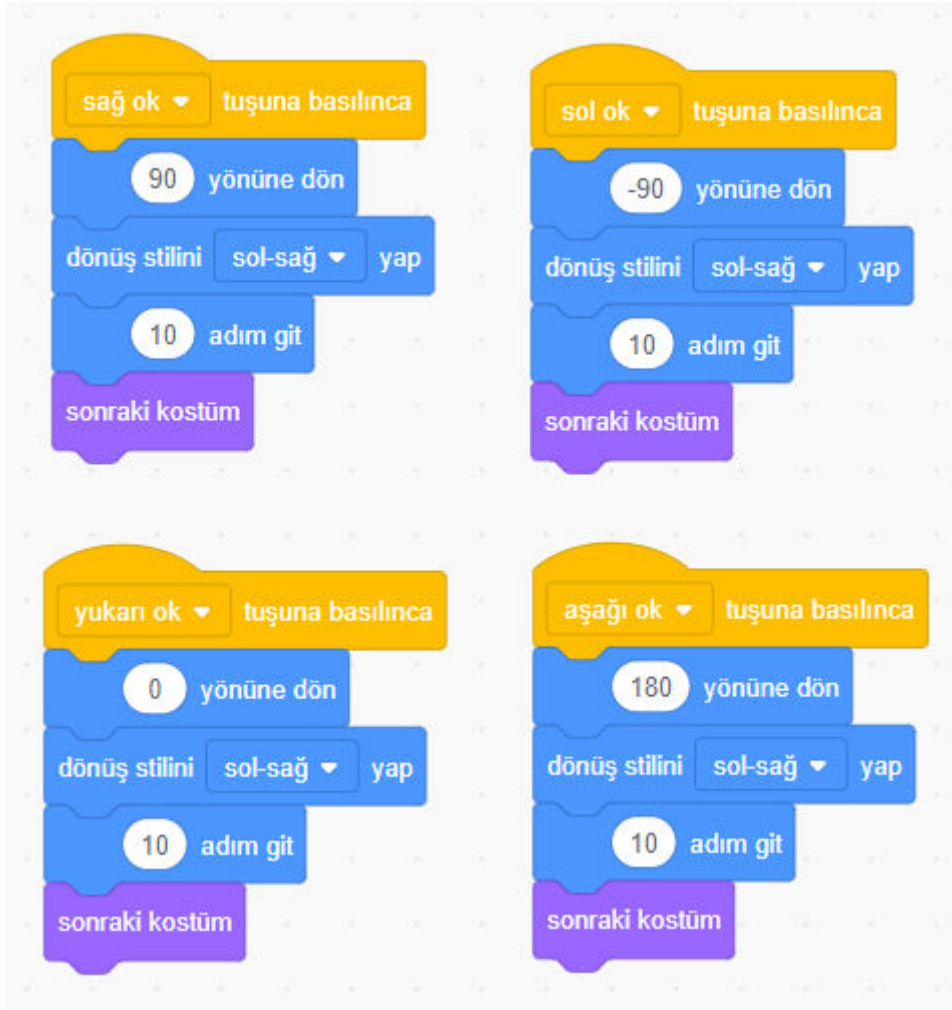 sağ ok tuşuna basılınca
90 yönüne dön
dönüş stilini sol-sağ yap
10 adım git
sonraki kostüm
sol ok tuşuna basılınca
-90 yönüne dön
dönüş stilini sol-sağ yap
10 adım git
sonraki kostüm
yukarı ok tuşuna basılınca
0 yönüne dön
dönüş stilini sol-sağ yap
10 adım git
sonraki kostüm
aşağı ok tuşuna basılınca
180 yönüne dön
dönüş stilini sol-sağ yap
10 adım git
sonraki kostüm